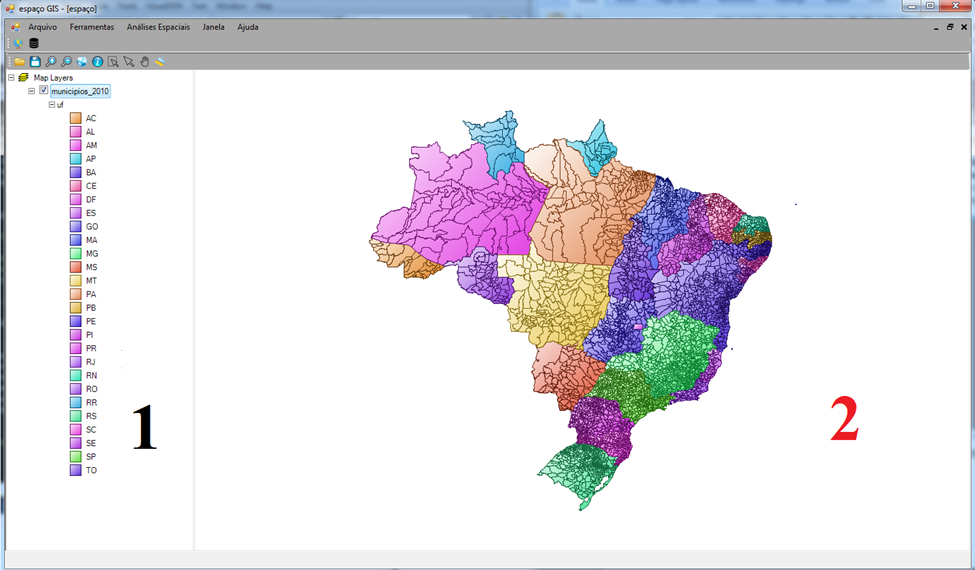 espaço GIS - [espaço]
Arquivo Ferramentas Análises Espaciais Janela Ajuda
Map Layers
municipios_2010
uf
AC
AL
AM
AP
BA
CE
DF
ES
GO
MA
MG
MS
MT
PA
PB
PE
PI
PR
RJ
RN
RO
RR
RS
SC
SE
SP
TO
1
2